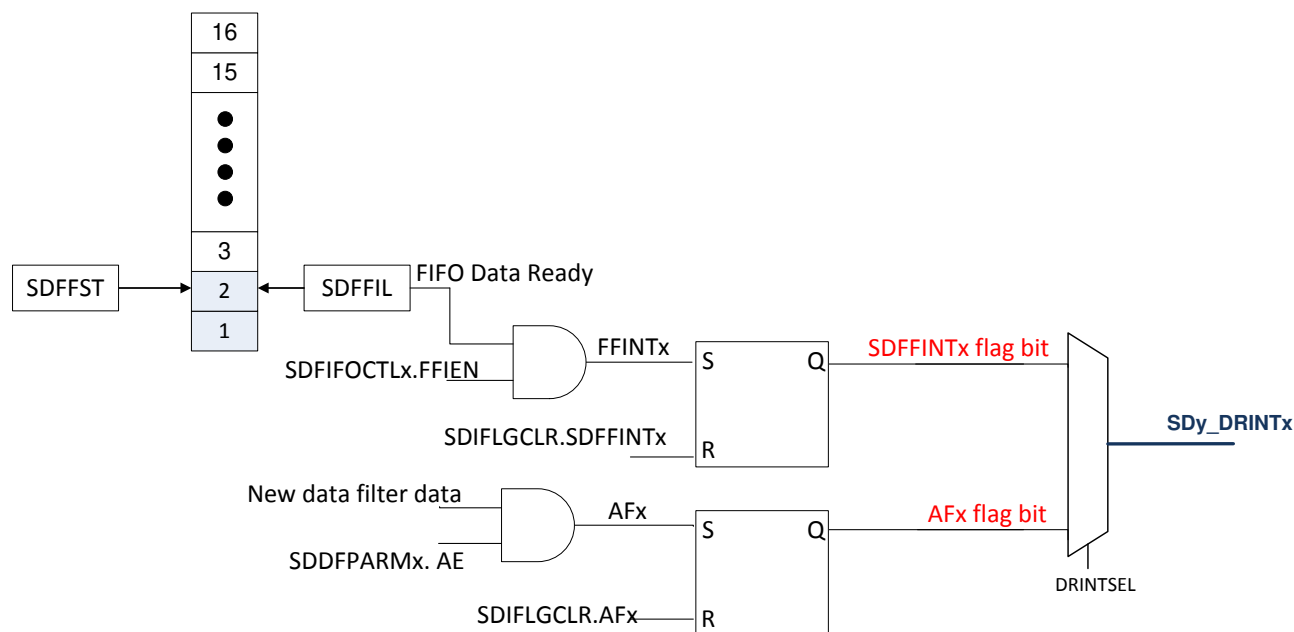 16
15
3
SDFFST
2
SDFFIL
FIFO Data Ready
1
SDFIFOCTLx.FFIEN
FFINTx
S
Q
SDFFINTx flag bit
SDIFLGCLR.SDFFINTx
R
SDy_DRINTx
New data filter data
SDDFPARMx. AE
AFx
S
Q
AFx flag bit
DRINTSEL
SDIFLGCLR.AFx
R